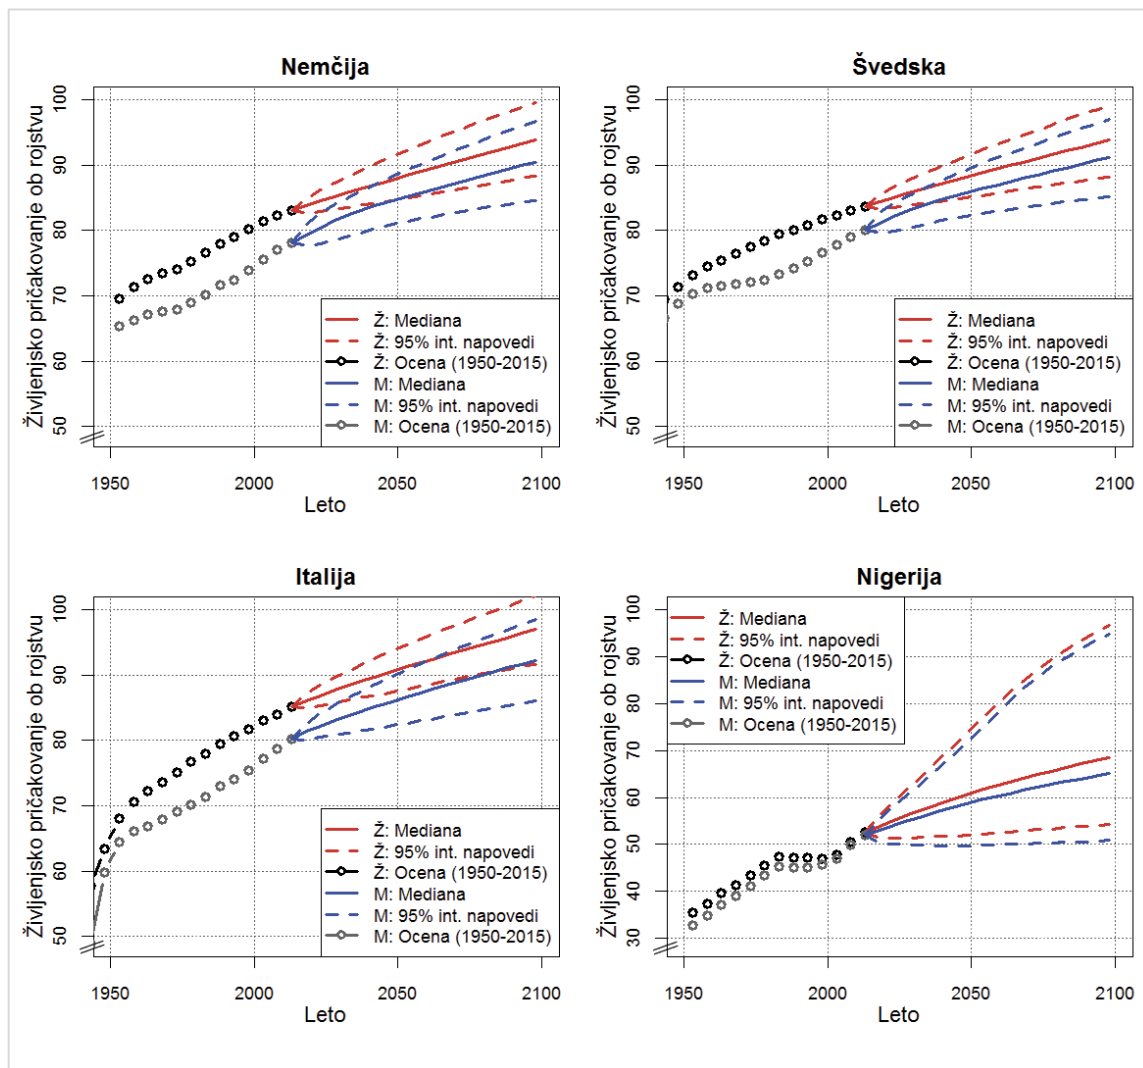 Nemčija
Življenjsko pričakovanje ob rojstvu
100
90
80
70
60
50
Ž: Mediana
Ž: 95% int. napovedi
Ž: Ocena (1950-2015)
M: Mediana
M: 95% int. napovedi
M: Ocena (1950-2015)
1950 2000 2050 2100
Leto
Švedska
Življenjsko pričakovanje ob rojstvu
100
90
80
70
60
50
Ž: Mediana
Ž: 95% int. napovedi
Ž: Ocena (1950-2015)
M: Mediana
M: 95% int. napovedi
M: Ocena (1950-2015)
1950 2000 2050 2100
Leto
Italija
Življenjsko pričakovanje ob rojstvu
100
90
80
70
60
50
Ž: Mediana
Ž: 95% int. napovedi
Ž: Ocena (1950-2015)
M: Mediana
M: 95% int. napovedi
M: Ocena (1950-2015)
1950 2000 2050 2100
Leto
Nigerija
Življenjsko pričakovanje ob rojstvu
100
90
80
70
60
50
40
30
Ž: Mediana
Ž: 95% int. napovedi
Ž: Ocena (1950-2015)
M: Mediana
M: 95% int. napovedi
M: Ocena (1950-2015)
1950 2000 2050 2100
Leto